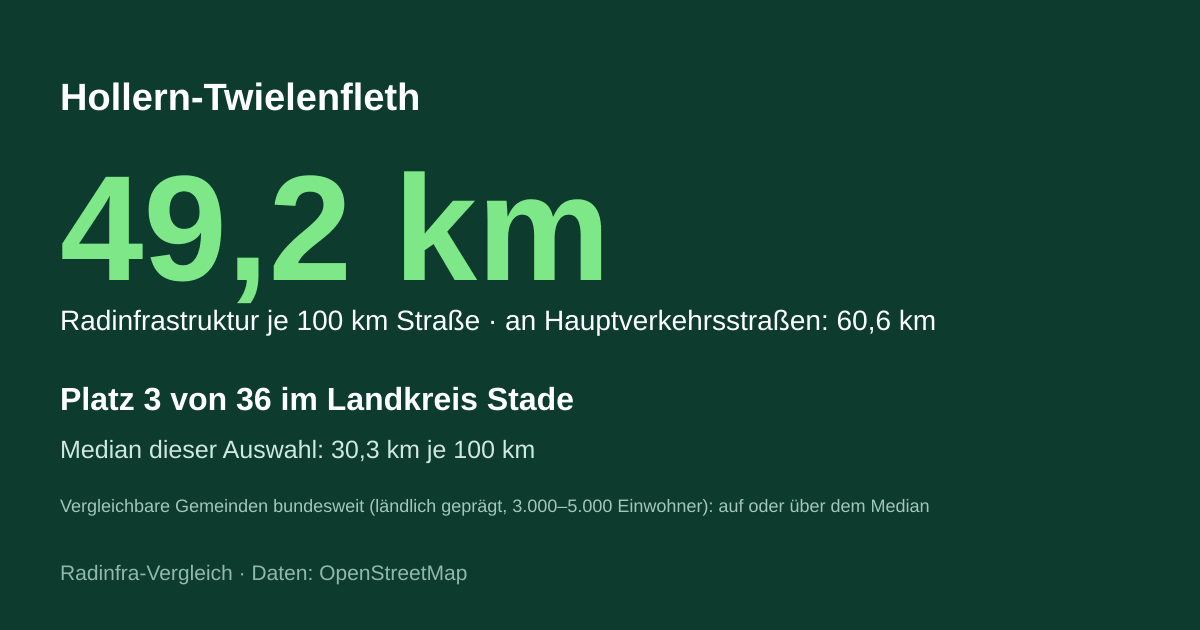 Hollern-Twielenfleth
49,2 km
Radinfrastruktur je 100 km Straße · an Hauptverkehrsstraßen: 60,6 km
Platz 3 von 36 im Landkreis Stade
Median dieser Auswahl: 30,3 km je 100 km
Vergleichbare Gemeinden bundesweit (ländlich geprägt, 3.000–5.000 Einwohner): auf oder über dem Median
Radinfra-Vergleich · Daten: OpenStreetMap